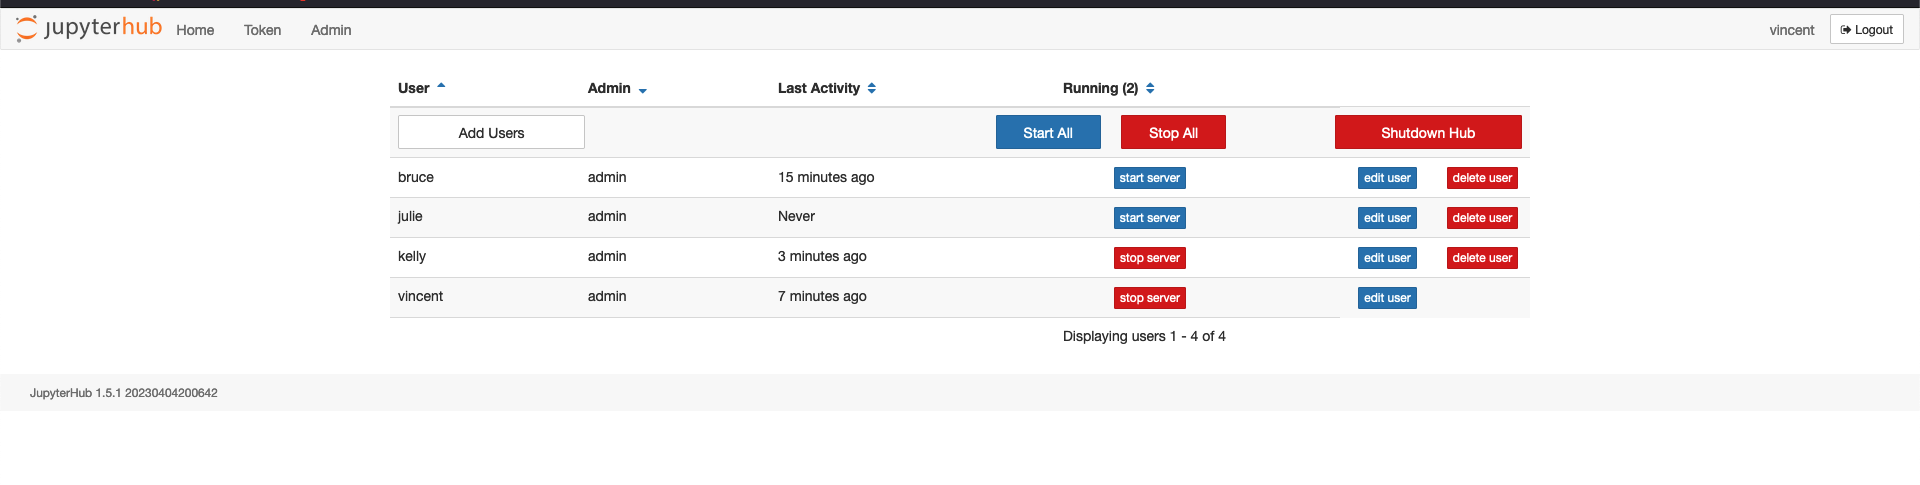 jupyterhub Home Token Admin vincent Logout
User Admin Last Activity Running (2)
Add Users Start All Stop All Shutdown Hub
bruce admin 15 minutes ago start server edit user delete user
julie admin Never start server edit user delete user
kelly admin 3 minutes ago stop server edit user delete user
vincent admin 7 minutes ago stop server edit user
Displaying users 1 - 4 of 4
JupyterHub 1.5.1 20230404200642